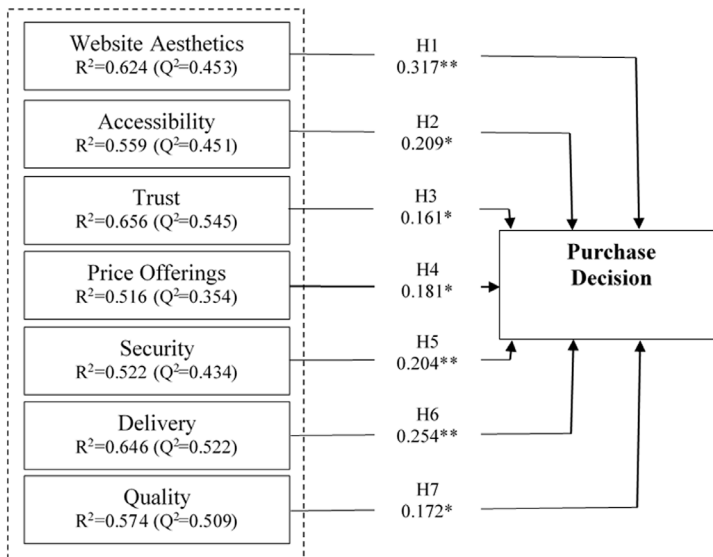 Website Aesthetics
R²=0.624 (Q²=0.453)
H1
0.317**
Accessibility
R²=0.559 (Q²=0.451)
H2
0.209*
Trust
R²=0.656 (Q²=0.545)
H3
0.161*
Price Offerings
R²=0.516 (Q²=0.354)
H4
0.181*
Security
R²=0.522 (Q²=0.434)
H5
0.204**
Delivery
R²=0.646 (Q²=0.522)
H6
0.254**
Quality
R²=0.574 (Q²=0.509)
H7
0.172*
Purchase
Decision